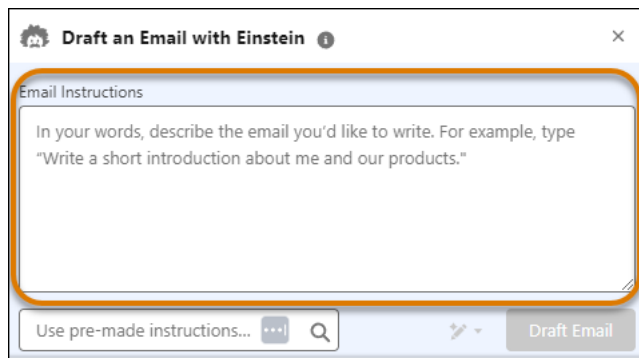 Draft an Email with Einstein
Email Instructions
In your words, describe the email you'd like to write. For example, type
“Write a short introduction about me and our products."
Use pre-made instructions...
Draft Email